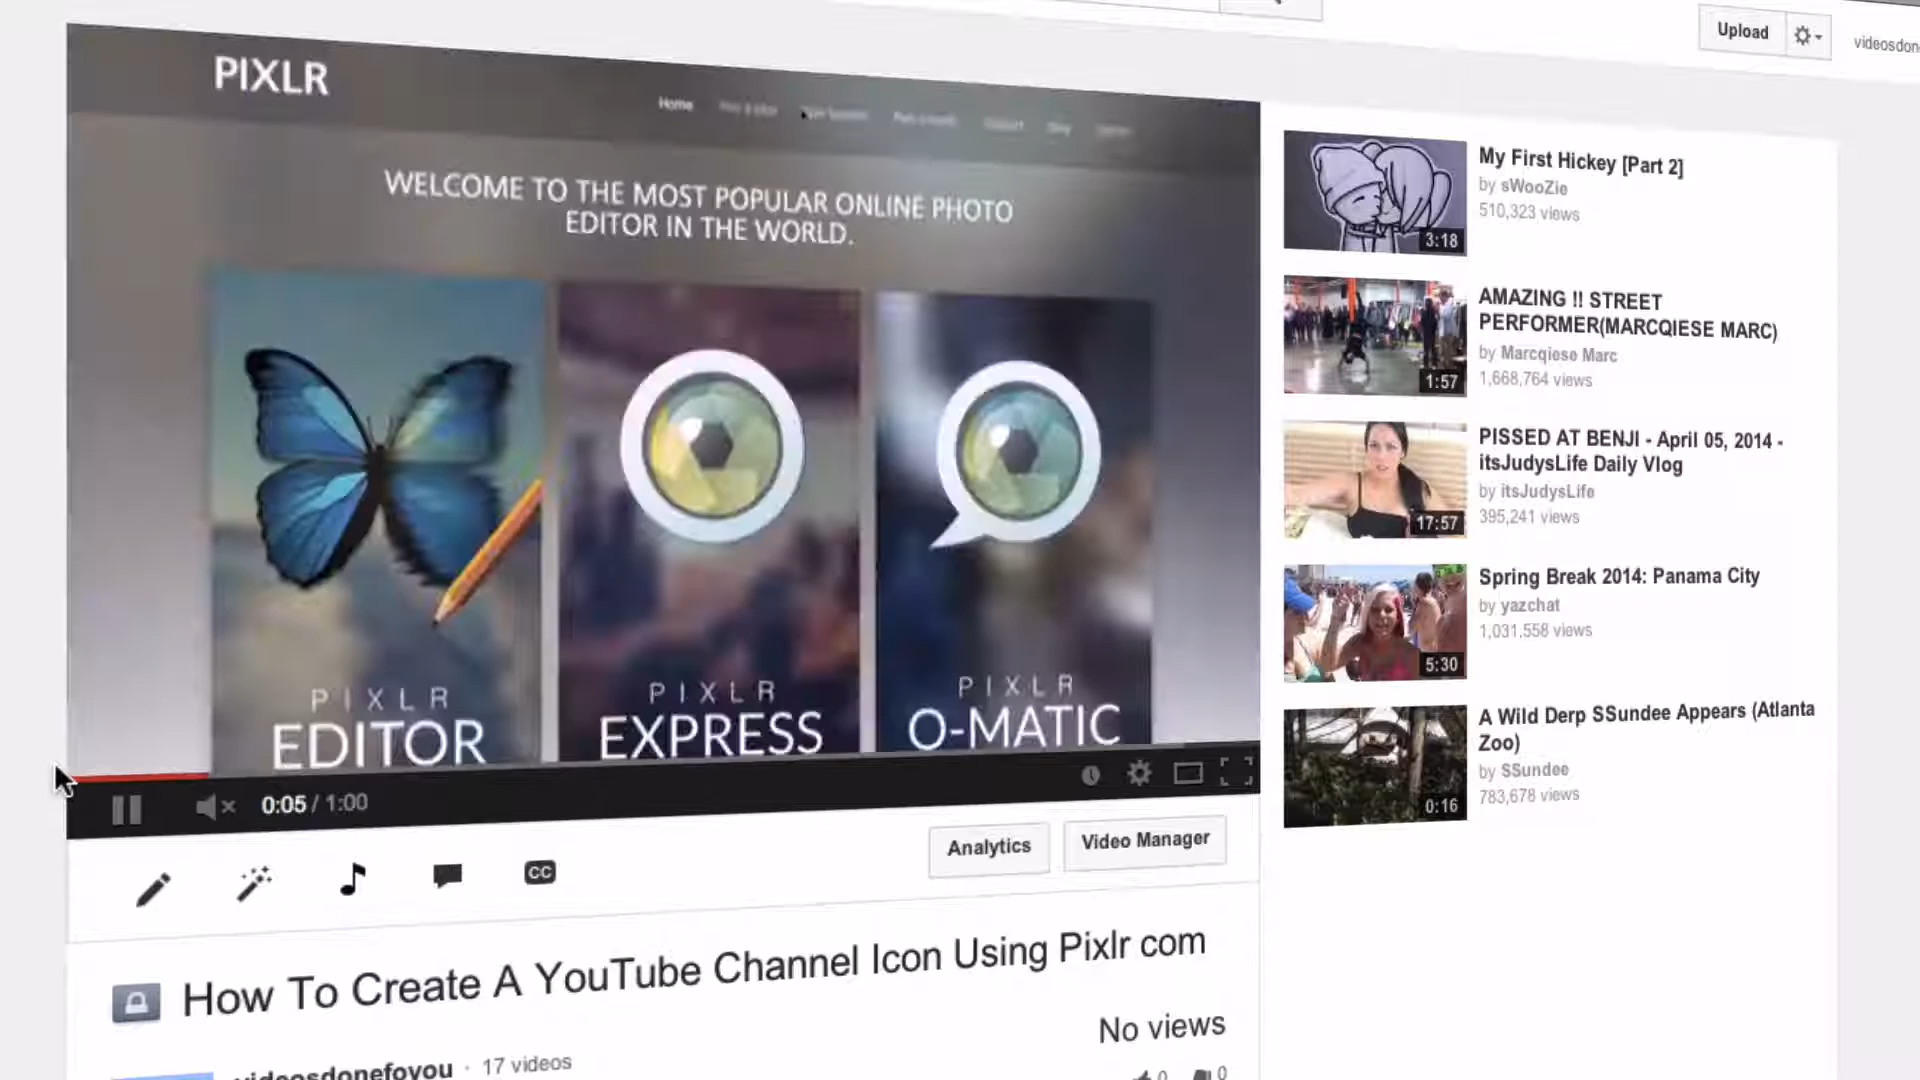 Upload
PIXLR
Home
WELCOME TO THE MOST POPULAR ONLINE PHOTO
EDITOR IN THE WORLD.
PIXLR
EDITOR
PIXLR
EXPRESS
PIXLR
O-MATIC
0:05 / 1:00
CC
Analytics
Video Manager
How To Create A YouTube Channel Icon Using Pixlr com
No views
videosdonefoyou · 17 videos
0
0
My First Hickey [Part 2]
by sWooZie
510,323 views
3:18
AMAZING !! STREET
PERFORMER(MARCQIESE MARC)
by Marcqiese Marc
1,668,764 views
1:57
PISSED AT BENJI - April 05, 2014 -
itsJudysLife Daily Vlog
by itsJudysLife
395,241 views
17:57
Spring Break 2014: Panama City
by yazchat
1,031,558 views
5:30
A Wild Derp SSundee Appears (Atlanta
Zoo)
by SSundee
783,678 views
0:16